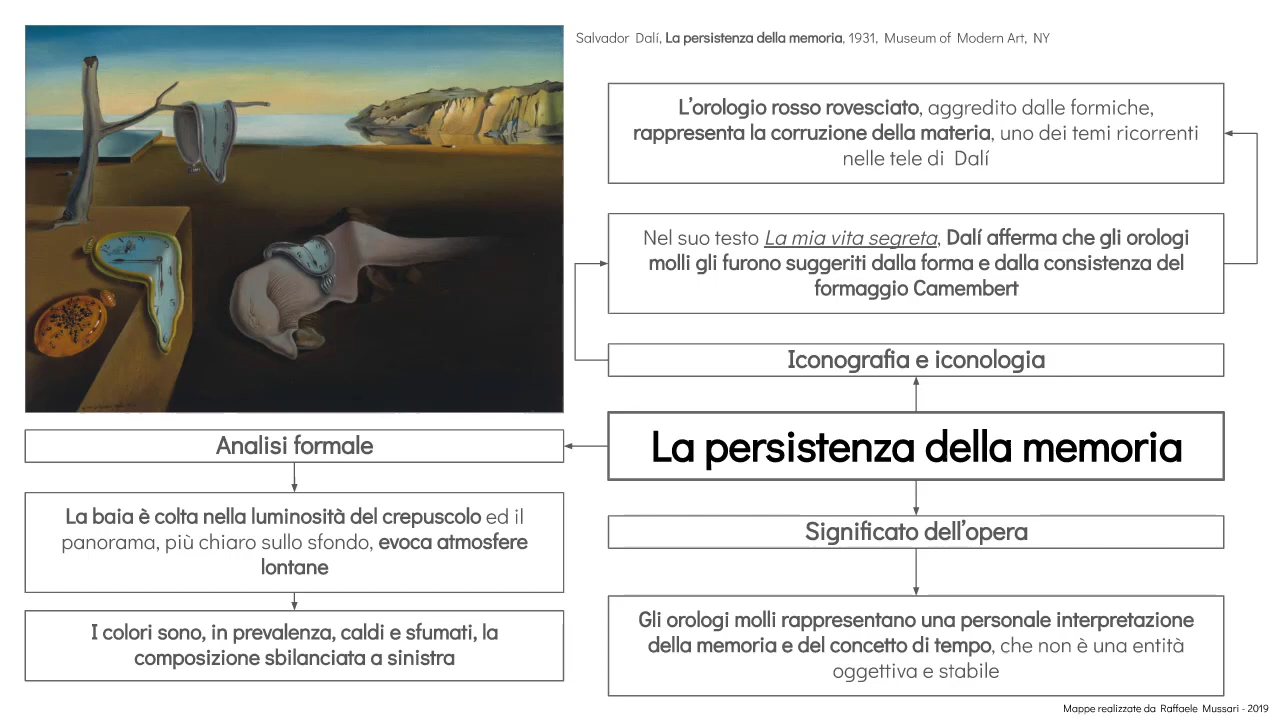 Salvador Dalí, La persistenza della memoria, 1931, Museum of Modern Art, NY
L'orologio rosso rovesciato, aggredito dalle formiche,
rappresenta la corruzione della materia, uno dei temi ricorrenti
nelle tele di Dalí
Nel suo testo La mia vita segreta, Dalí afferma che gli orologi
molli gli furono suggeriti dalla forma e dalla consistenza del
formaggio Camembert
Iconografia e iconologia
La persistenza della memoria
Analisi formale
La baia è colta nella luminosità del crepuscolo ed il
panorama, più chiaro sullo sfondo, evoca atmosfere
lontane
I colori sono, in prevalenza, caldi e sfumati, la
composizione sbilanciata a sinistra
Significato dell'opera
Gli orologi molli rappresentano una personale interpretazione
della memoria e del concetto di tempo, che non è una entità
oggettiva e stabile
Mappe realizzate da Raffaele Mussari - 2019